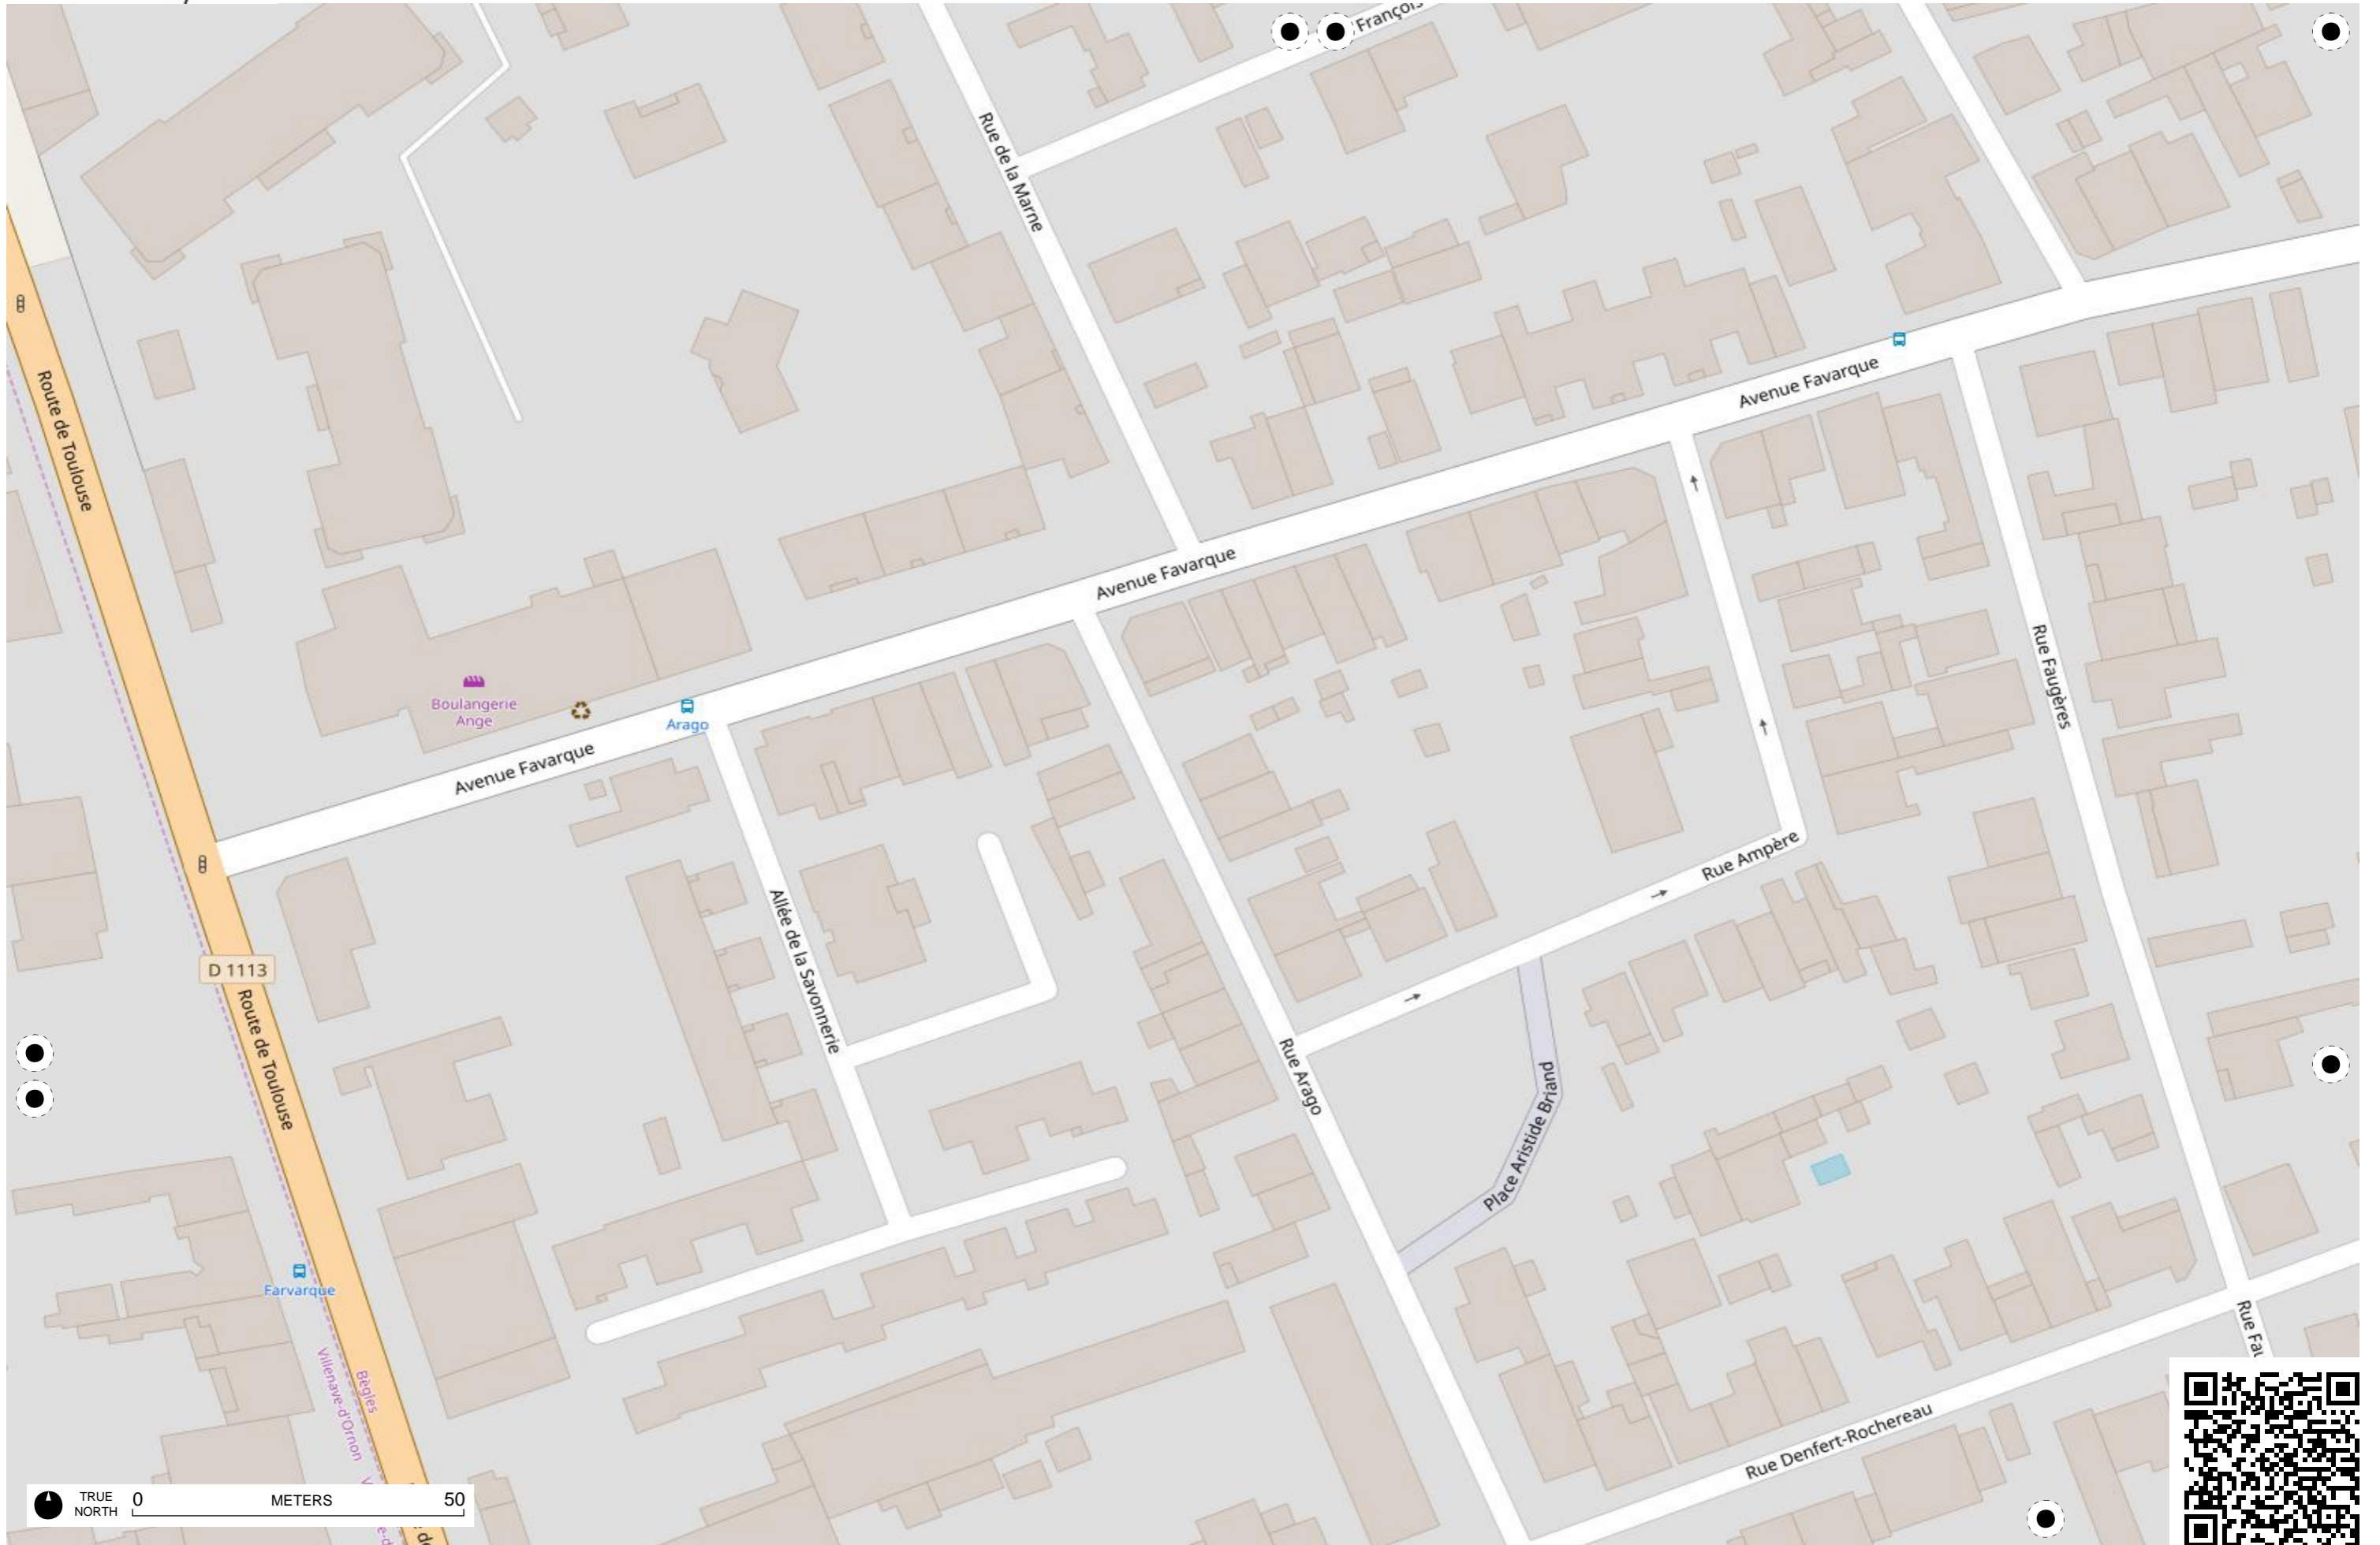 François
Rue de la Marne
Route de Toulouse
Avenue Favarque
Avenue Favarque
Boulangerie
Ange
Arago
Avenue Favarque
Rue Faugères
Rue Ampère
Allée de la Savonnerie
D 1113
Route de Toulouse
Rue Arago
Place Aristide Briand
Farvarque
Bègles
Villenave-d'Ornon
Rue Denfert-Rochereau
TRUE
NORTH
0 METERS 50